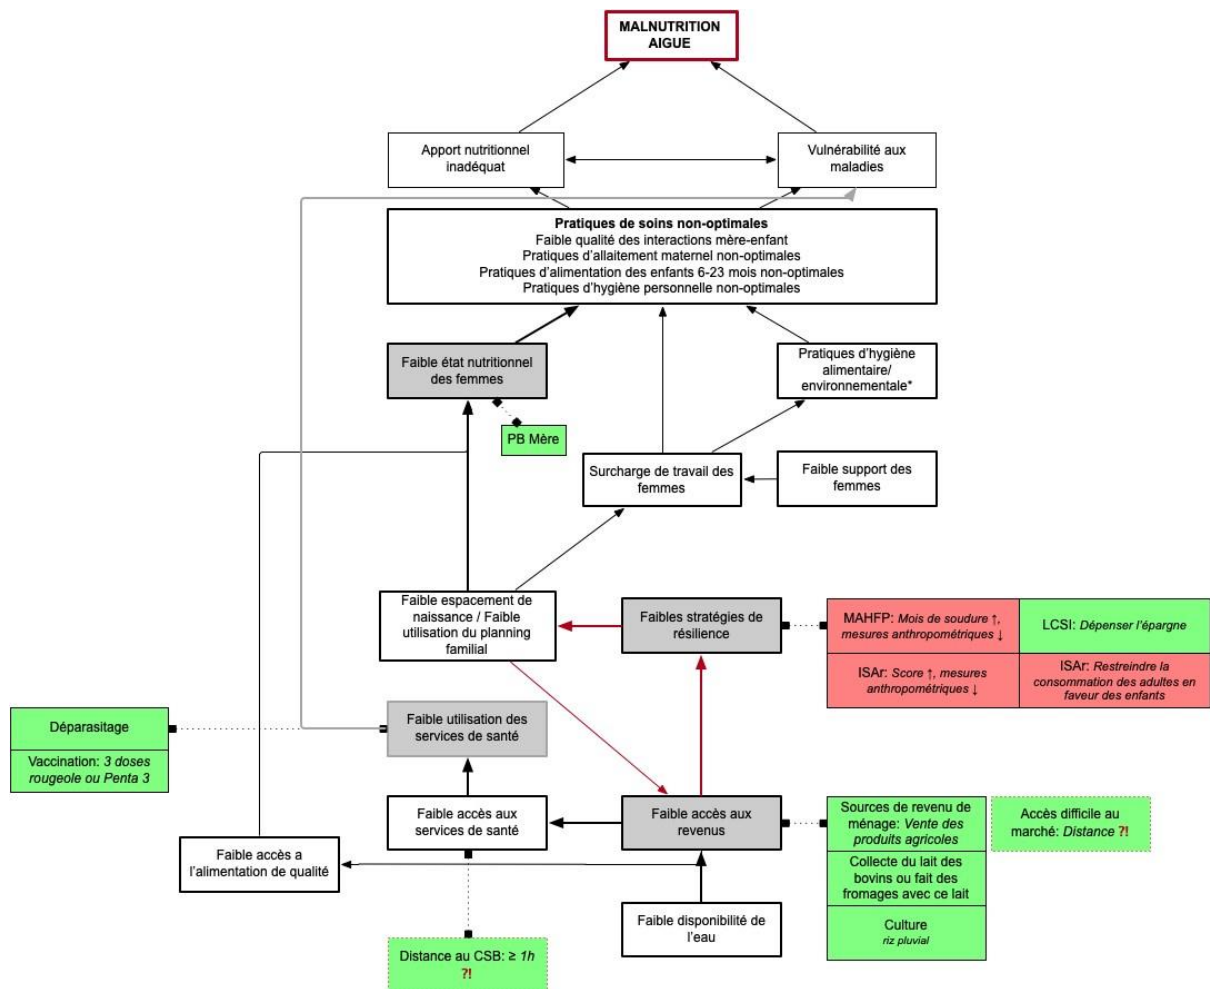 MALNUTRITION
AIGUE
Apport nutritionnel
inadéquat
Vulnérabilité aux
maladies
Pratiques de soins non-optimales
Faible qualité des interactions mère-enfant
Pratiques d'allaitement maternel non-optimales
Pratiques d'alimentation des enfants 6-23 mois non-optimales
Pratiques d'hygiène personnelle non-optimales
Faible état nutritionnel
des femmes
Pratiques d'hygiène
alimentaire/
environnementale*
PB Mère
Surcharge de travail des
femmes
Faible support des
femmes
Faible espacement de
naissance / Faible
utilisation du planning
familial
Faibles stratégies de
résilience
MAHFP: Mois de soudure ↑,
mesures anthropométriques ↓
LCSI: Dépenser l'épargne
ISAr: Score ↑, mesures
anthropométriques ↓
ISAr: Restreindre la
consommation des adultes en
faveur des enfants
Déparasitage
Vaccination: 3 doses
rougeole ou Penta 3
Faible utilisation des
services de santé
Faible accès aux
services de santé
Faible accès aux
revenus
Sources de revenu de
ménage: Vente des
produits agricoles
Accès difficile au
marché: Distance ?!
Faible accès a
l'alimentation de qualité
Collecte du lait des
bovins ou fait des
fromages avec ce lait
Faible disponibilité de
l'eau
Culture
riz pluvial
Distance au CSB: ≥ 1h
?!